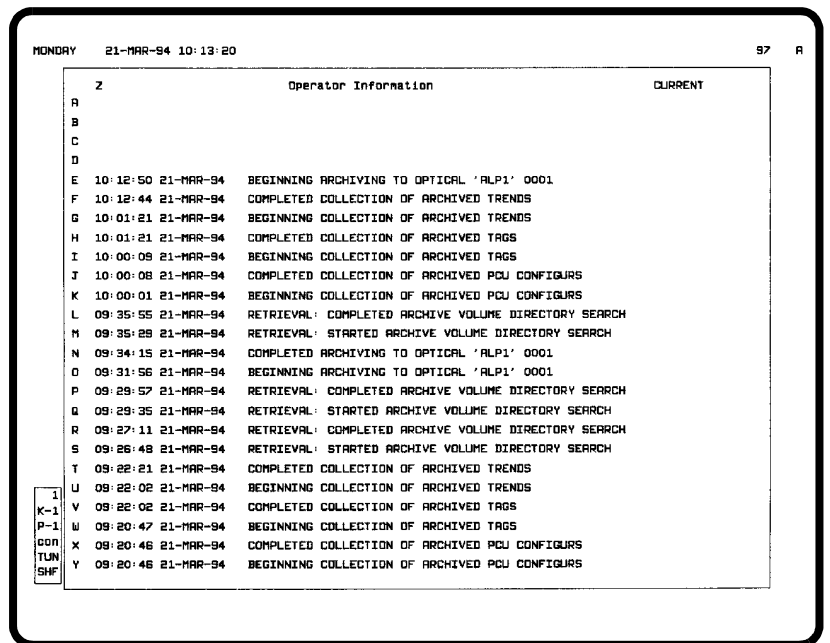 MONDAY 21-MAR-94 10:13:20 97 A
Z Operator Information CURRENT
A
B
C
D
E 10:12:50 21-MAR-94 BEGINNING ARCHIVING TO OPTICAL 'ALP1' 0001
F 10:12:44 21-MAR-94 COMPLETED COLLECTION OF ARCHIVED TRENDS
G 10:01:21 21-MAR-94 BEGINNING COLLECTION OF ARCHIVED TRENDS
H 10:01:21 21-MAR-94 COMPLETED COLLECTION OF ARCHIVED TAGS
I 10:00:09 21-MAR-94 BEGINNING COLLECTION OF ARCHIVED TAGS
J 10:00:08 21-MAR-94 COMPLETED COLLECTION OF ARCHIVED PCU CONFIGURS
K 10:00:01 21-MAR-94 BEGINNING COLLECTION OF ARCHIVED PCU CONFIGURS
L 09:35:55 21-MAR-94 RETRIEVAL: COMPLETED ARCHIVE VOLUME DIRECTORY SEARCH
M 09:35:29 21-MAR-94 RETRIEVAL: STARTED ARCHIVE VOLUME DIRECTORY SEARCH
N 09:34:15 21-MAR-94 COMPLETED ARCHIVING TO OPTICAL 'ALP1' 0001
O 09:31:56 21-MAR-94 BEGINNING ARCHIVING TO OPTICAL 'ALP1' 0001
P 09:29:57 21-MAR-94 RETRIEVAL: COMPLETED ARCHIVE VOLUME DIRECTORY SEARCH
Q 09:29:35 21-MAR-94 RETRIEVAL: STARTED ARCHIVE VOLUME DIRECTORY SEARCH
R 09:27:11 21-MAR-94 RETRIEVAL: COMPLETED ARCHIVE VOLUME DIRECTORY SEARCH
S 09:26:48 21-MAR-94 RETRIEVAL: STARTED ARCHIVE VOLUME DIRECTORY SEARCH
T 09:22:21 21-MAR-94 COMPLETED COLLECTION OF ARCHIVED TRENDS
U 09:22:02 21-MAR-94 BEGINNING COLLECTION OF ARCHIVED TRENDS
V 09:22:02 21-MAR-94 COMPLETED COLLECTION OF ARCHIVED TAGS
W 09:20:47 21-MAR-94 BEGINNING COLLECTION OF ARCHIVED TAGS
X 09:20:46 21-MAR-94 COMPLETED COLLECTION OF ARCHIVED PCU CONFIGURS
Y 09:20:46 21-MAR-94 BEGINNING COLLECTION OF ARCHIVED PCU CONFIGURS
1
K-1
P-1
con
TUN
SHF